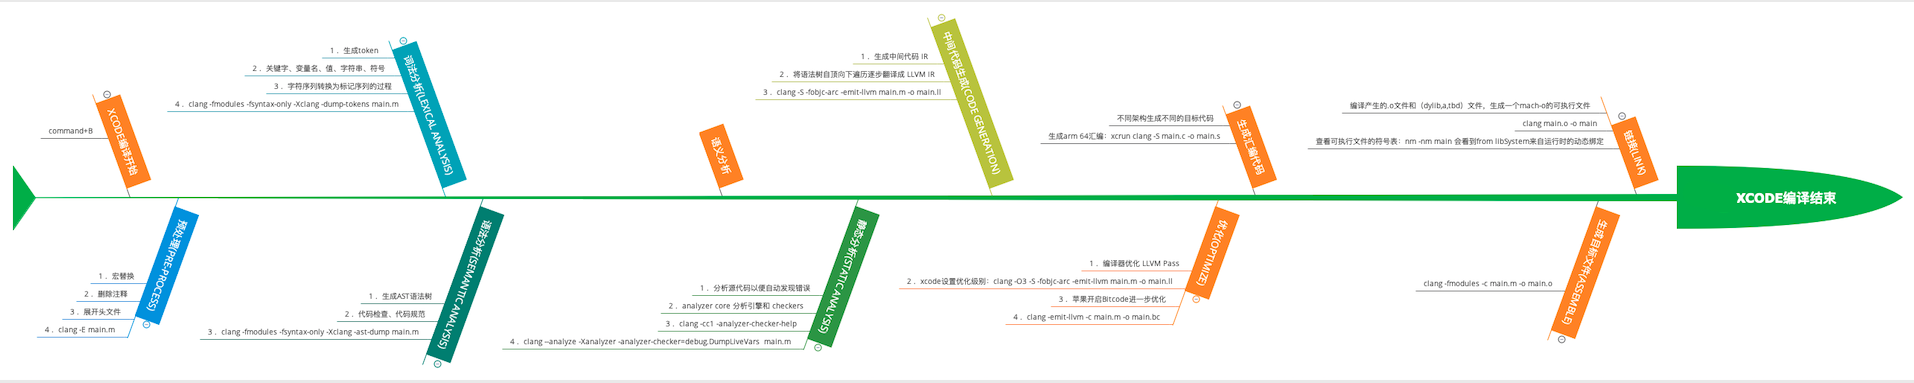 XCODE编译开始
command+B
预处理(PRE-PROCESS)
1． 宏替换
2． 删除注释
3． 展开头文件
4． clang -E main.m
词法分析(LEXICAL ANALYSIS)
1． 生成token
2． 关键字、变量名、值、字符串、符号
3． 字符序列转换为标记序列的过程
4． clang -fmodules -fsyntax-only -Xclang -dump-tokens main.m
语法分析(SEMANTIC ANALYSIS)
1． 生成AST语法树
2． 代码检查、代码规范
3． clang -fmodules -fsyntax-only -Xclang -ast-dump main.m
语义分析
静态分析(STATIC ANALYSIS)
1． 分析源代码以便自动发现错误
2． analyzer core 分析引擎和 checkers
3． clang -cc1 -analyzer-checker-help
4． clang --analyze -Xanalyzer -analyzer-checker=debug.DumpLiveVars main.m
中间代码生成(CODE GENERATION)
1． 生成中间代码 IR
2． 将语法树自顶向下遍历逐步翻译成 LLVM IR
3． clang -S -fobjc-arc -emit-llvm main.m -o main.ll
优化(OPTIMIZE)
1． 编译器优化 LLVM Pass
2． xcode设置优化级别：clang -O3 -S -fobjc-arc -emit-llvm main.m -o main.ll
3． 苹果开启Bitcode进一步优化
4． clang -emit-llvm -c main.m -o main.bc
生成汇编代码
不同架构生成不同的目标代码
生成arm 64汇编：xcrun clang -S main.c -o main.s
生成目标文件(ASSEMBLE)
clang -fmodules -c main.m -o main.o
链接(LINK)
编译产生的.o文件和（dylib,a,tbd）文件，生成一个mach-o的可执行文件
clang main.o -o main
查看可执行文件的符号表：nm -nm main 会看到from libSystem来自运行时的动态绑定
XCODE编译结束